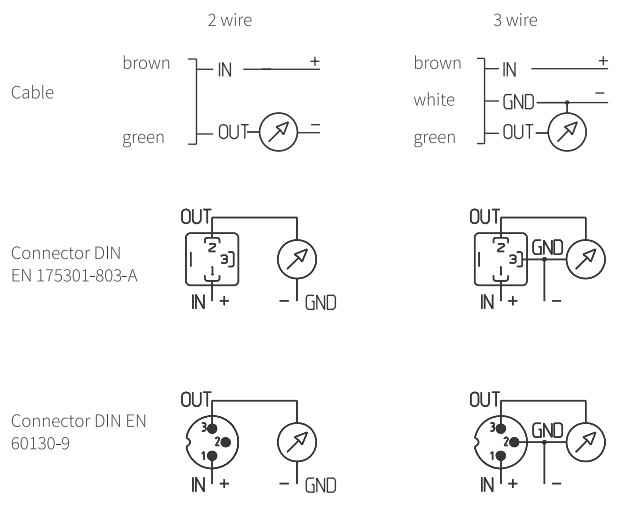 2 wire 3 wire
brown IN + brown IN +
Cable white GND −
green OUT − green OUT
OUT OUT
2 2 GND
Connector DIN 3 3
EN 175301-803-A 1 1
IN + − GND IN + −
OUT OUT
3 3 GND
Connector DIN EN 2 2
60130-9 1 1
IN + − GND IN + −